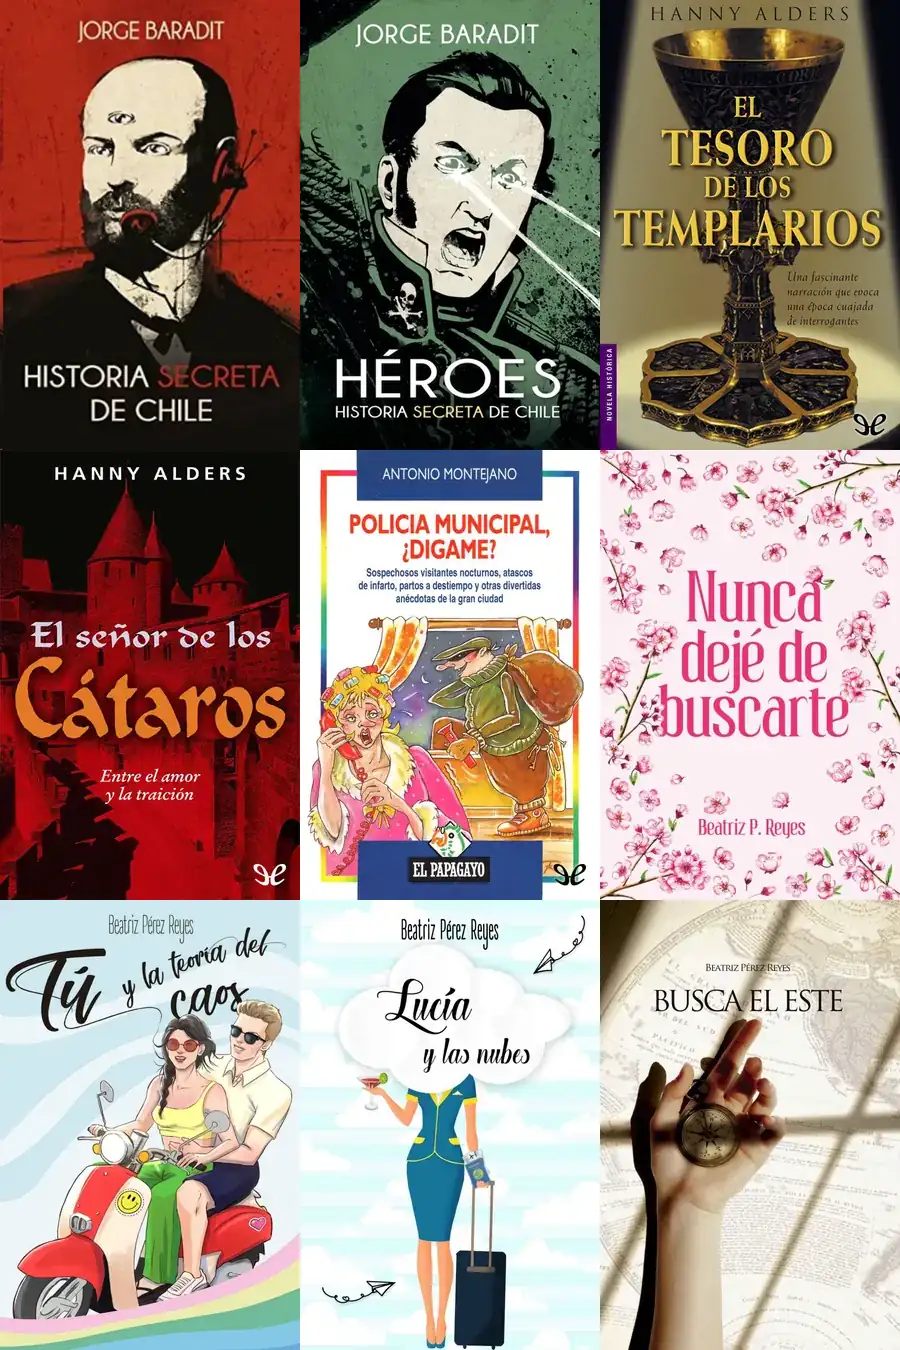 JORGE BARADIT
HISTORIA SECRETA
DE CHILE
JORGE BARADIT
HÉROES
HISTORIA SECRETA DE CHILE
HANNY ALDERS
EL
TESORO
DE LOS
TEMPLARIOS
Una fascinante
narración que evoca
una época cuajada
de interrogantes
NOVELA HISTÓRICA
HANNY ALDERS
El señor de los
Cátaros
Entre el amor
y la traición
ANTONIO MONTEJANO
POLICIA MUNICIPAL,
¿DIGAME?
Sospechosos visitantes nocturnos, atascos
de infarto, partos a destiempo y otras divertidas
anécdotas de la gran ciudad
EL PAPAGAYO
Nunca
dejé de
buscarte
Beatriz P. Reyes
Beatriz Pérez Reyes
Tú y la teoría del
caos
Beatriz Pérez Reyes
Lucía
y las nubes
BEATRIZ PÉREZ REYES
BUSCA EL ESTE